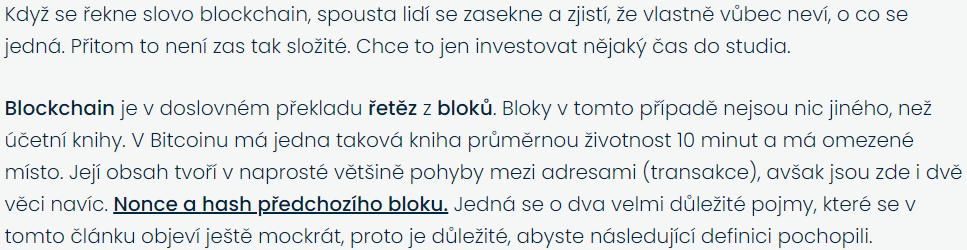 Když se řekne slovo blockchain, spousta lidí se zasekne a zjistí, že vlastně vůbec neví, o co se
jedná. Přitom to není zas tak složité. Chce to jen investovat nějaký čas do studia.
Blockchain je v doslovném překladu řetěz z bloků. Bloky v tomto případě nejsou nic jiného, než
účetní knihy. V Bitcoinu má jedna taková kniha průměrnou životnost 10 minut a má omezené
místo. Její obsah tvoří v naprosté většině pohyby mezi adresami (transakce), avšak jsou zde i dvě
věci navíc. Nonce a hash předchozího bloku. Jedná se o dva velmi důležité pojmy, které se v
tomto článku objeví ještě mockrát, proto je důležité, abyste následující definici pochopili.